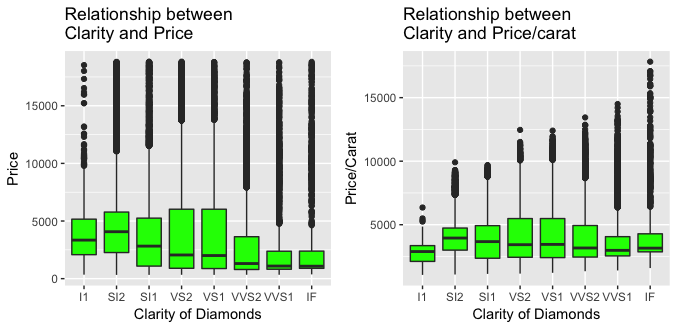 Relationship between
Clarity and Price
Price
15000
10000
5000
0
I1 SI2 SI1 VS2 VS1 VVS2 VVS1 IF
Clarity of Diamonds
Relationship between
Clarity and Price/carat
Price/Carat
15000
10000
5000
I1 SI2 SI1 VS2 VS1 VVS2 VVS1 IF
Clarity of Diamonds